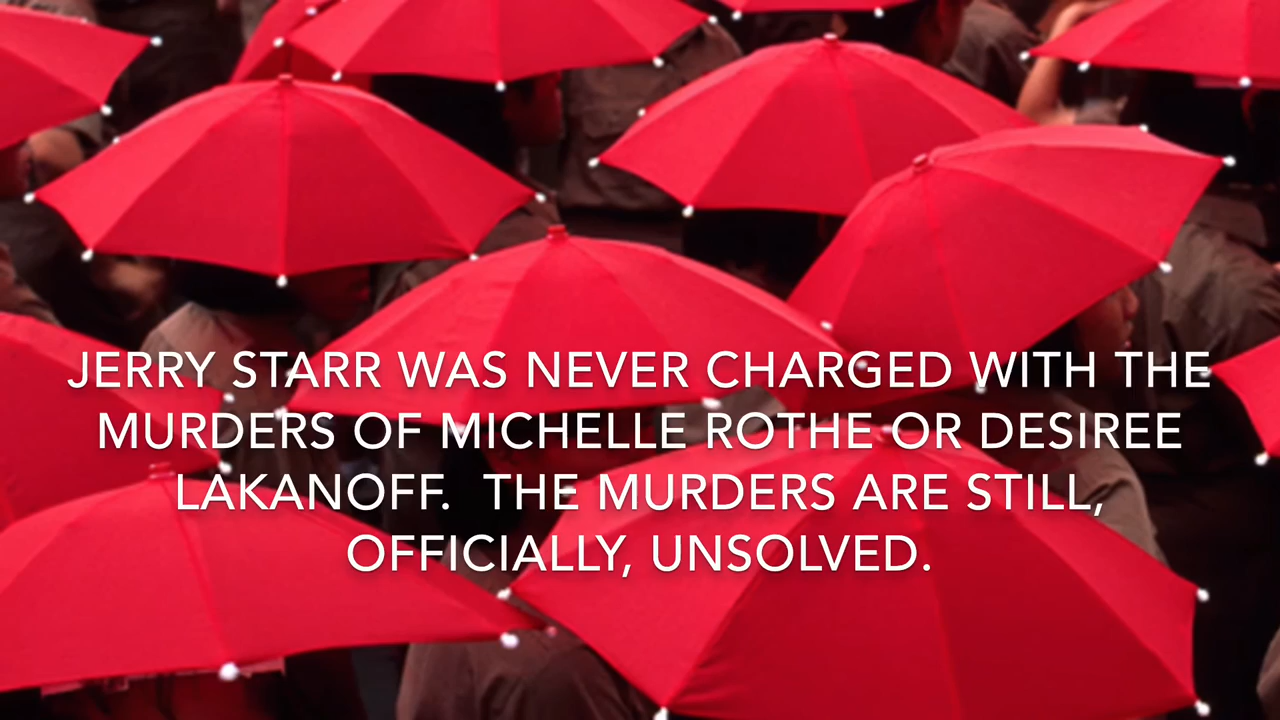 JERRY STARR WAS NEVER CHARGED WITH THE
MURDERS OF MICHELLE ROTHE OR DESIREE
LAKANOFF.  THE MURDERS ARE STILL,
OFFICIALLY, UNSOLVED.